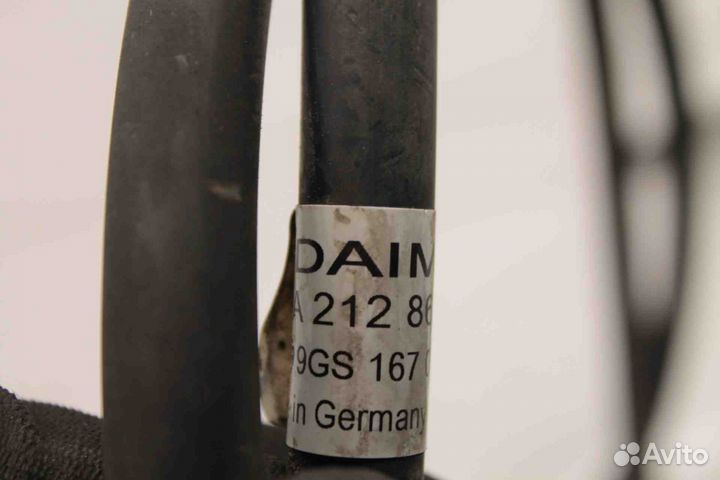 DAIM
A 212 86
9GS 167
in Germany
Avito